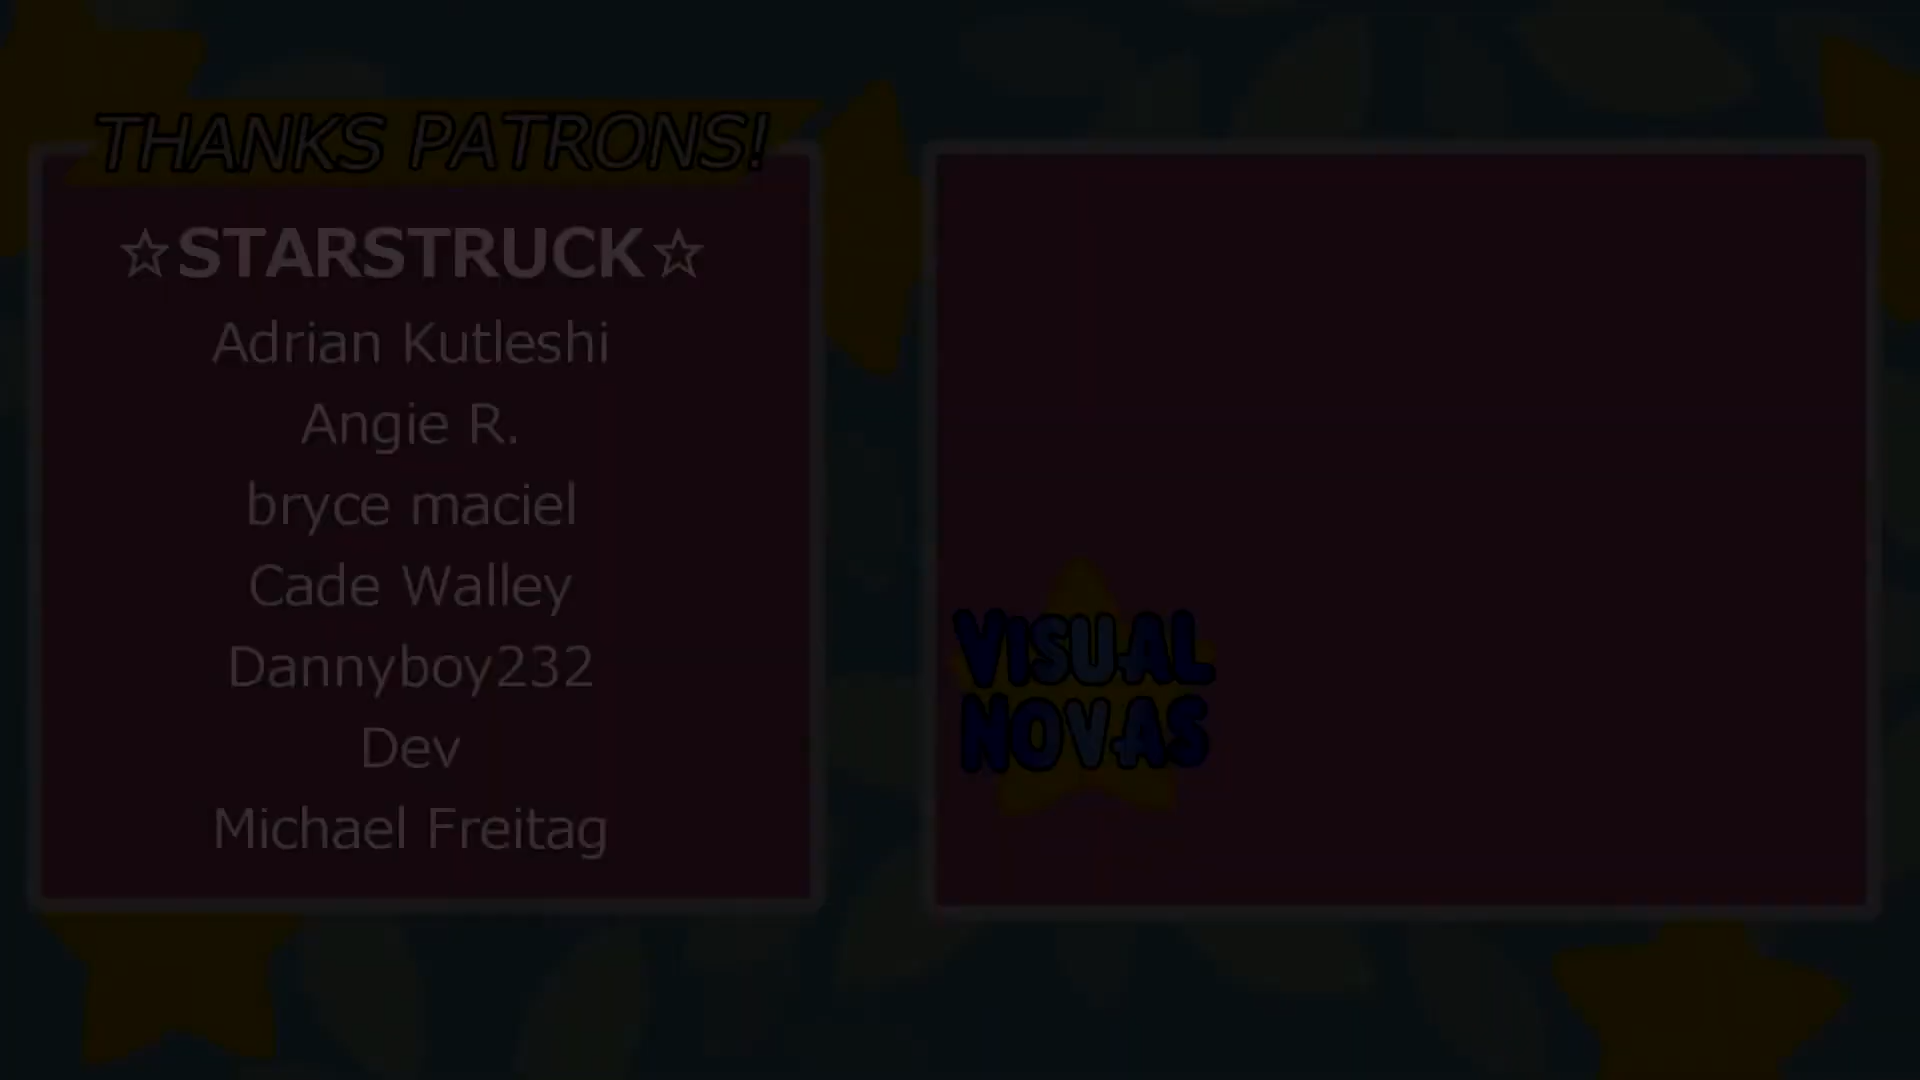 THANKS PATRONS!
☆STARSTRUCK☆
Adrian Kutleshi
Angie R.
bryce maciel
Cade Walley
Dannyboy232
Dev
Michael Freitag
VISUAL
NOVAS